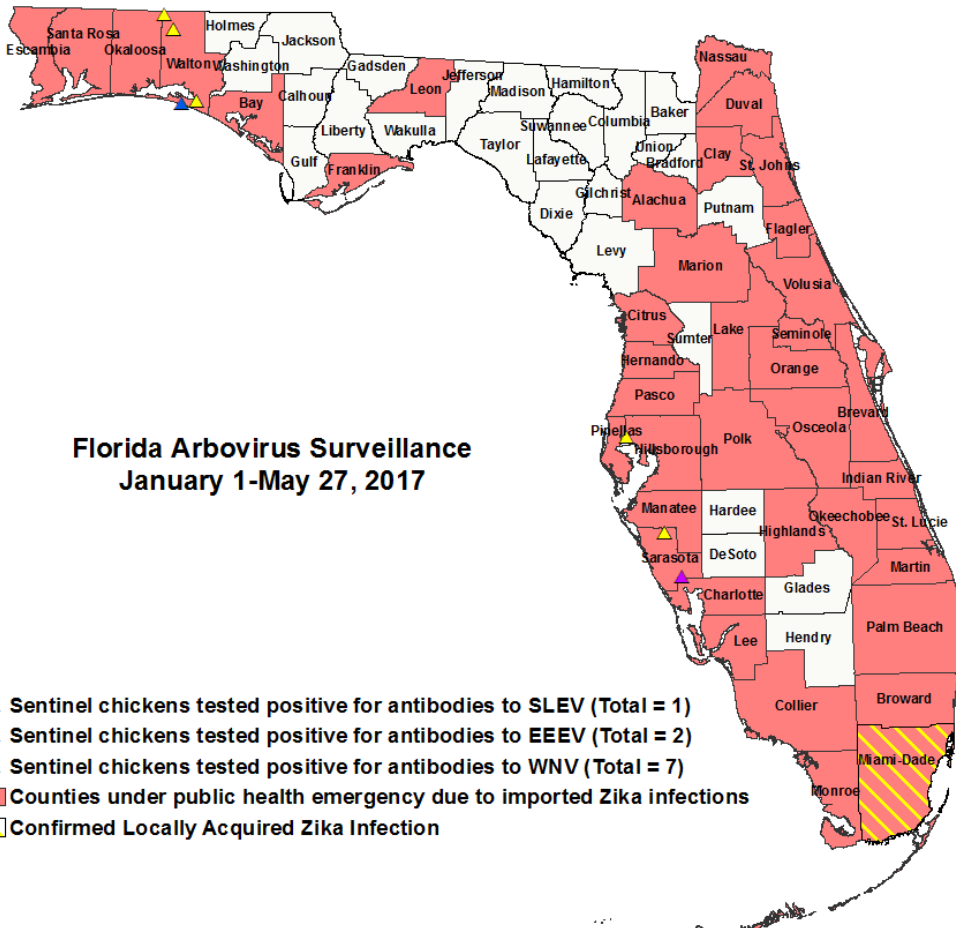 Holmes
Jackson
Santa Rosa
Escambia
Okaloosa
Walton
Washington
Gadsden
Calhoun
Bay
Leon
Jefferson
Madison
Hamilton
Liberty
Wakulla
Gulf
Franklin
Taylor
Suwannee
Lafayette
Columbia
Baker
Union
Bradford
Nassau
Duval
Clay
St. Johns
Gilchrist
Alachua
Putnam
Dixie
Flagler
Levy
Marion
Volusia
Citrus
Sumter
Lake
Seminole
Hernando
Orange
Pasco
Brevard
Pinellas
Hillsborough
Polk
Osceola
Florida Arbovirus Surveillance
January 1-May 27, 2017
Indian River
Manatee
Hardee
Highlands
Okeechobee
St. Lucie
Sarasota
DeSoto
Martin
Charlotte
Glades
Lee
Hendry
Palm Beach
Collier
Broward
Miami-Dade
Monroe
Sentinel chickens tested positive for antibodies to SLEV (Total = 1)
Sentinel chickens tested positive for antibodies to EEEV (Total = 2)
Sentinel chickens tested positive for antibodies to WNV (Total = 7)
Counties under public health emergency due to imported Zika infections
Confirmed Locally Acquired Zika Infection